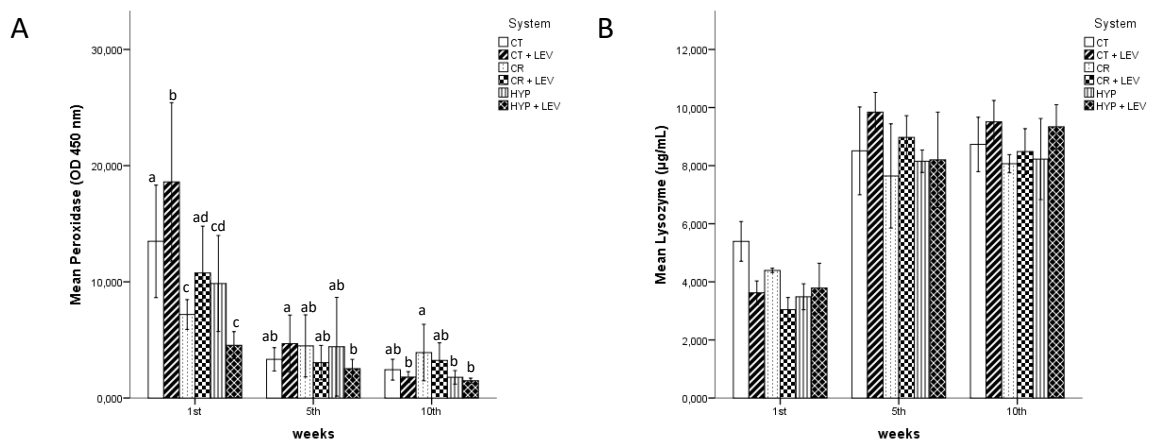 A
Mean Peroxidase (OD 450 nm)
30,000
20,000
10,000
0,000
a
b
c
ad
cd
c
ab
a
ab
ab
ab
b
ab
b
a
ab
b
b
1st
5th
10th
weeks
System
CT
CT + LEV
CR
CR + LEV
HYP
HYP + LEV
B
Mean Lysozyme (µg/mL)
12,000
10,000
8,000
6,000
4,000
2,000
0,000
1st
5th
10th
weeks
System
CT
CT + LEV
CR
CR + LEV
HYP
HYP + LEV